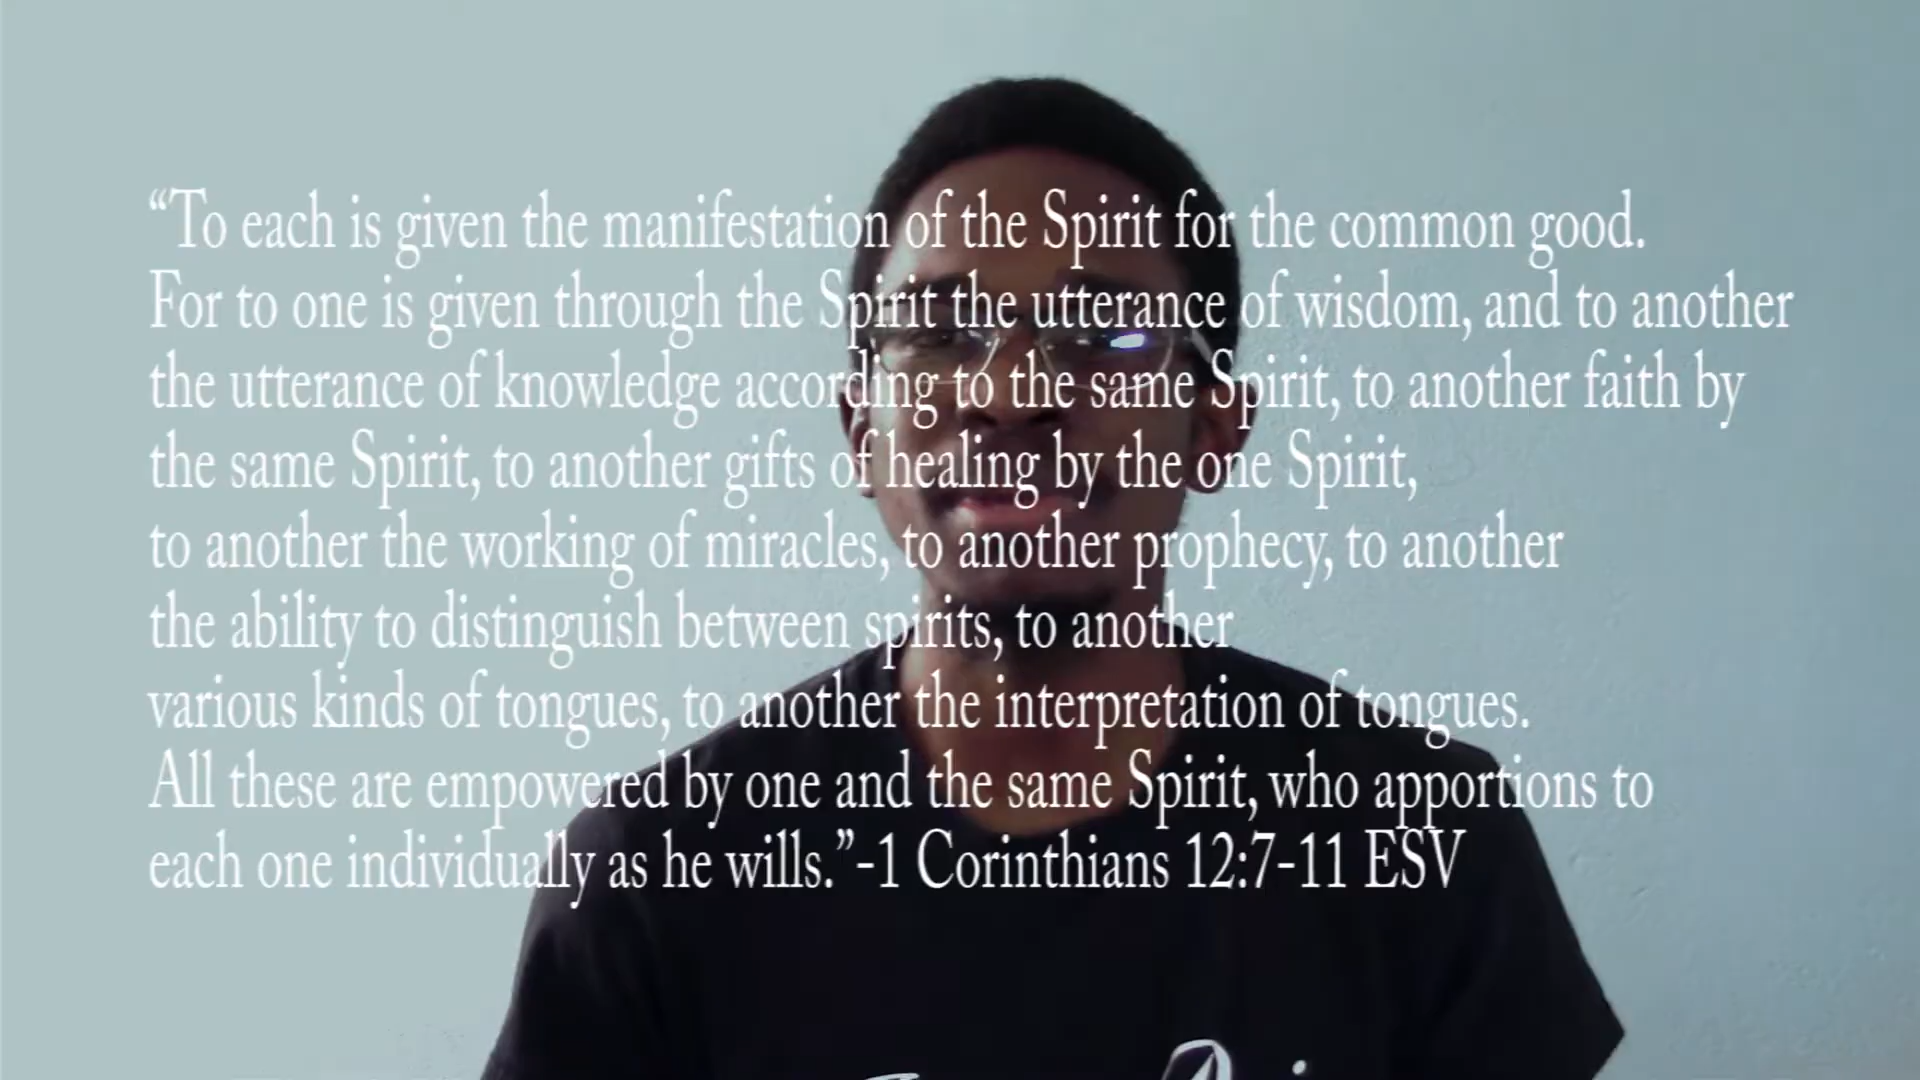 “To each is given the manifestation of the Spirit for the common good.
For to one is given through the Spirit the utterance of wisdom, and to another
the utterance of knowledge according to the same Spirit, to another faith by
the same Spirit, to another gifts of healing by the one Spirit,
to another the working of miracles, to another prophecy, to another
the ability to distinguish between spirits, to another
various kinds of tongues, to another the interpretation of tongues.
All these are empowered by one and the same Spirit, who apportions to
each one individually as he wills.”-1 Corinthians 12:7-11 ESV